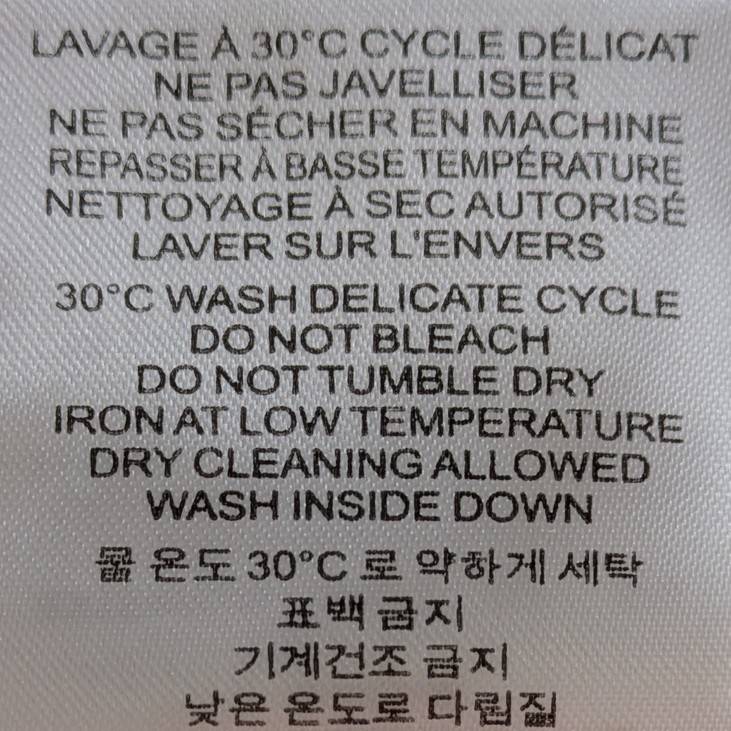 LAVAGE À 30°C CYCLE DÉLICAT
NE PAS JAVELLISER
NE PAS SÉCHER EN MACHINE
REPASSER À BASSE TEMPÉRATURE
NETTOYAGE À SEC AUTORISÉ
LAVER SUR L'ENVERS
30°C WASH DELICATE CYCLE
DO NOT BLEACH
DO NOT TUMBLE DRY
IRON AT LOW TEMPERATURE
DRY CLEANING ALLOWED
WASH INSIDE DOWN
물 온도 30°C 로 약하게 세탁
표백 금지
기계건조 금지
낮은 온도로 다림질